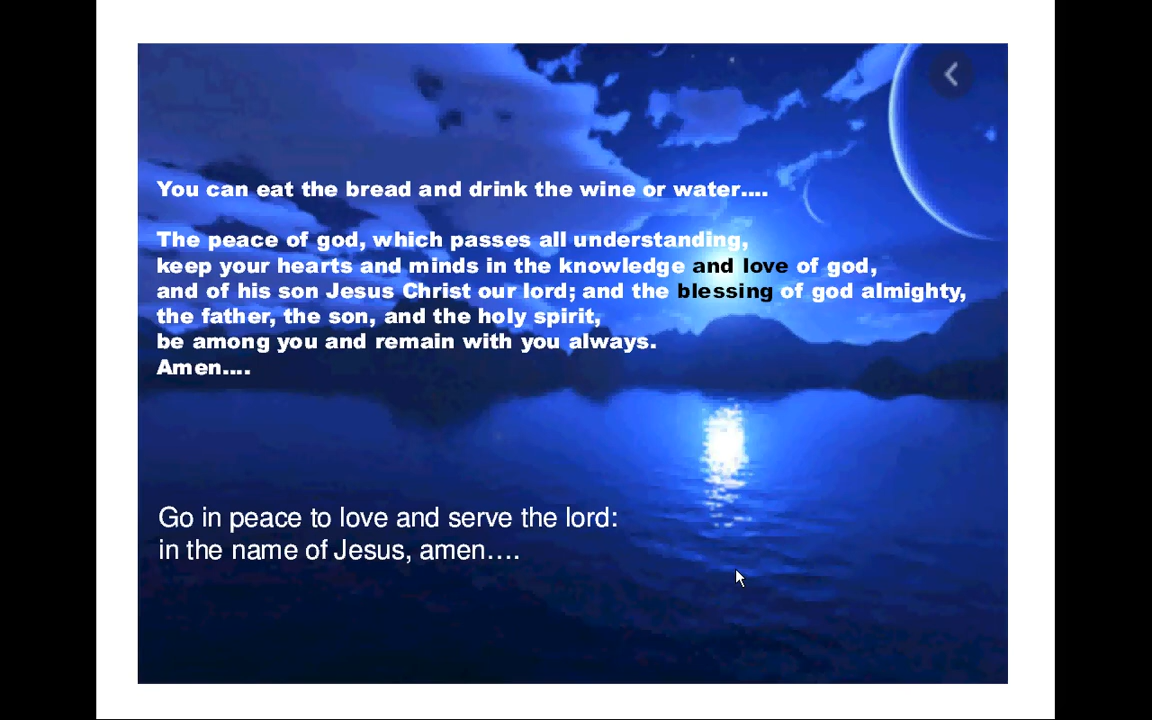 You can eat the bread and drink the wine or water....
The peace of god, which passes all understanding,
keep your hearts and minds in the knowledge and love of god,
and of his son Jesus Christ our lord; and the blessing of god almighty,
the father, the son, and the holy spirit,
be among you and remain with you always.
Amen....
Go in peace to love and serve the lord:
in the name of Jesus, amen….